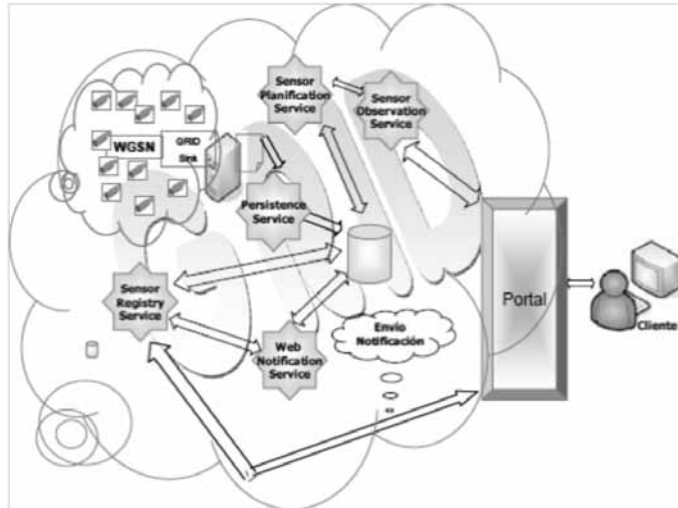 Sensor
Planification
Service
Sensor
Observation
Service
WGSN
GRID
Sink
Persistence
Service
Sensor
Registry
Service
Web
Notification
Service
Envío
Notificación
Portal
Cliente